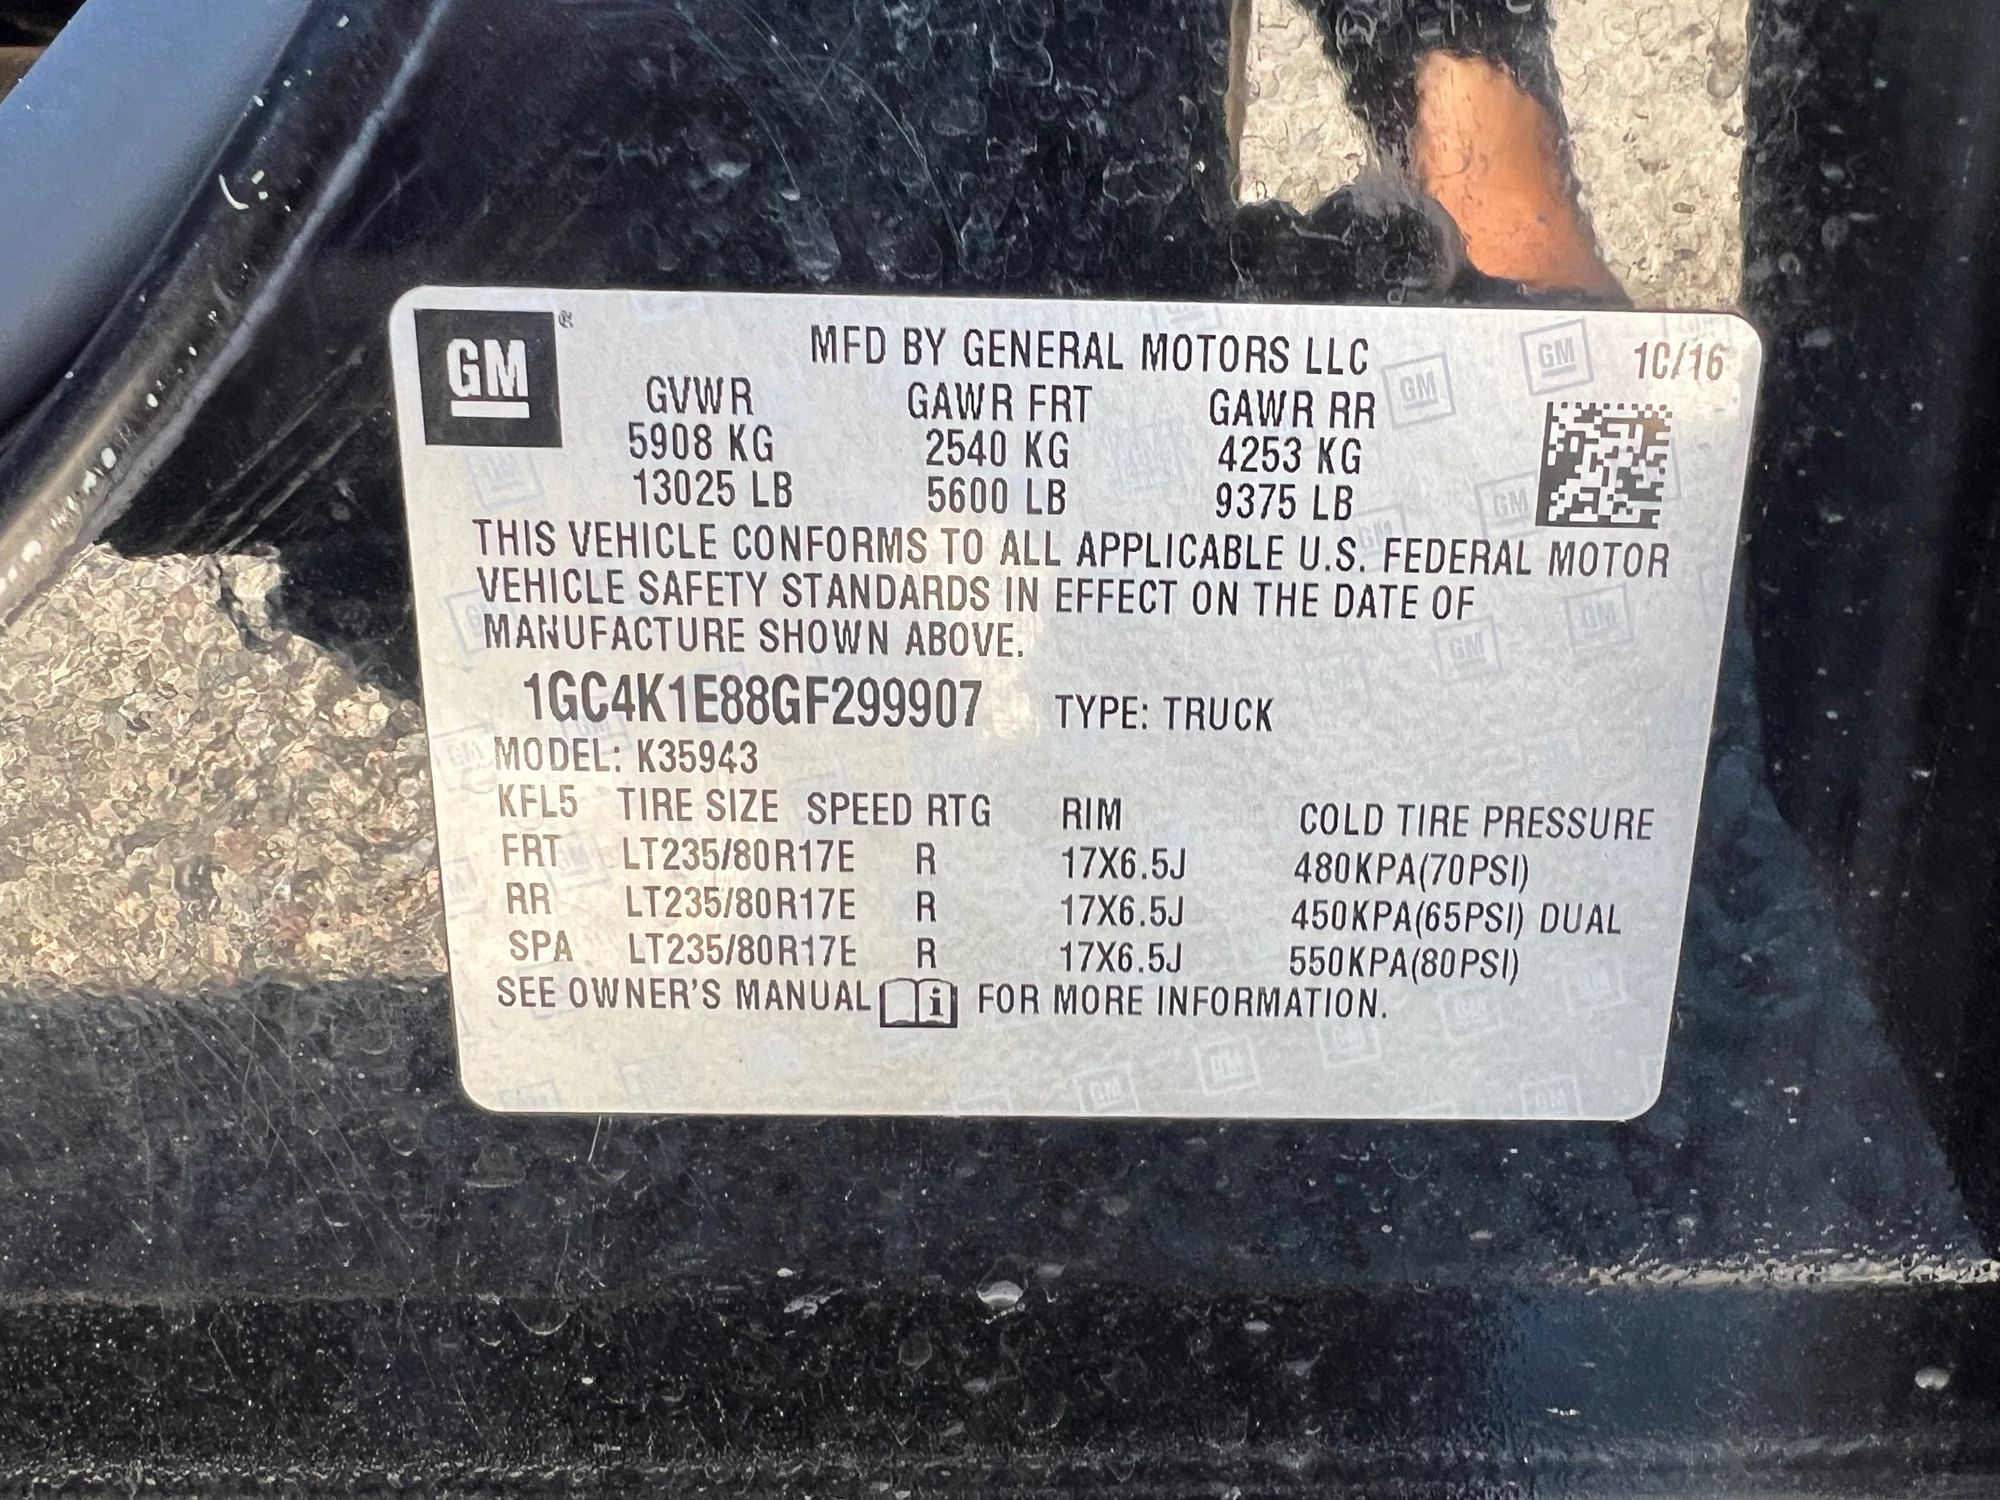 GM
MFD BY GENERAL MOTORS LLC 10/16
GVWR GAWR FRT GAWR RR
5908 KG 2540 KG 4253 KG
13025 LB 5600 LB 9375 LB
THIS VEHICLE CONFORMS TO ALL APPLICABLE U.S. FEDERAL MOTOR
VEHICLE SAFETY STANDARDS IN EFFECT ON THE DATE OF
MANUFACTURE SHOWN ABOVE.
1GC4K1E88GF299907 TYPE: TRUCK
MODEL: K35943
KFL5 TIRE SIZE SPEED RTG RIM COLD TIRE PRESSURE
FRT LT235/80R17E R 17X6.5J 480KPA(70PSI)
RR LT235/80R17E R 17X6.5J 450KPA(65PSI) DUAL
SPA LT235/80R17E R 17X6.5J 550KPA(80PSI)
SEE OWNER'S MANUAL i FOR MORE INFORMATION.